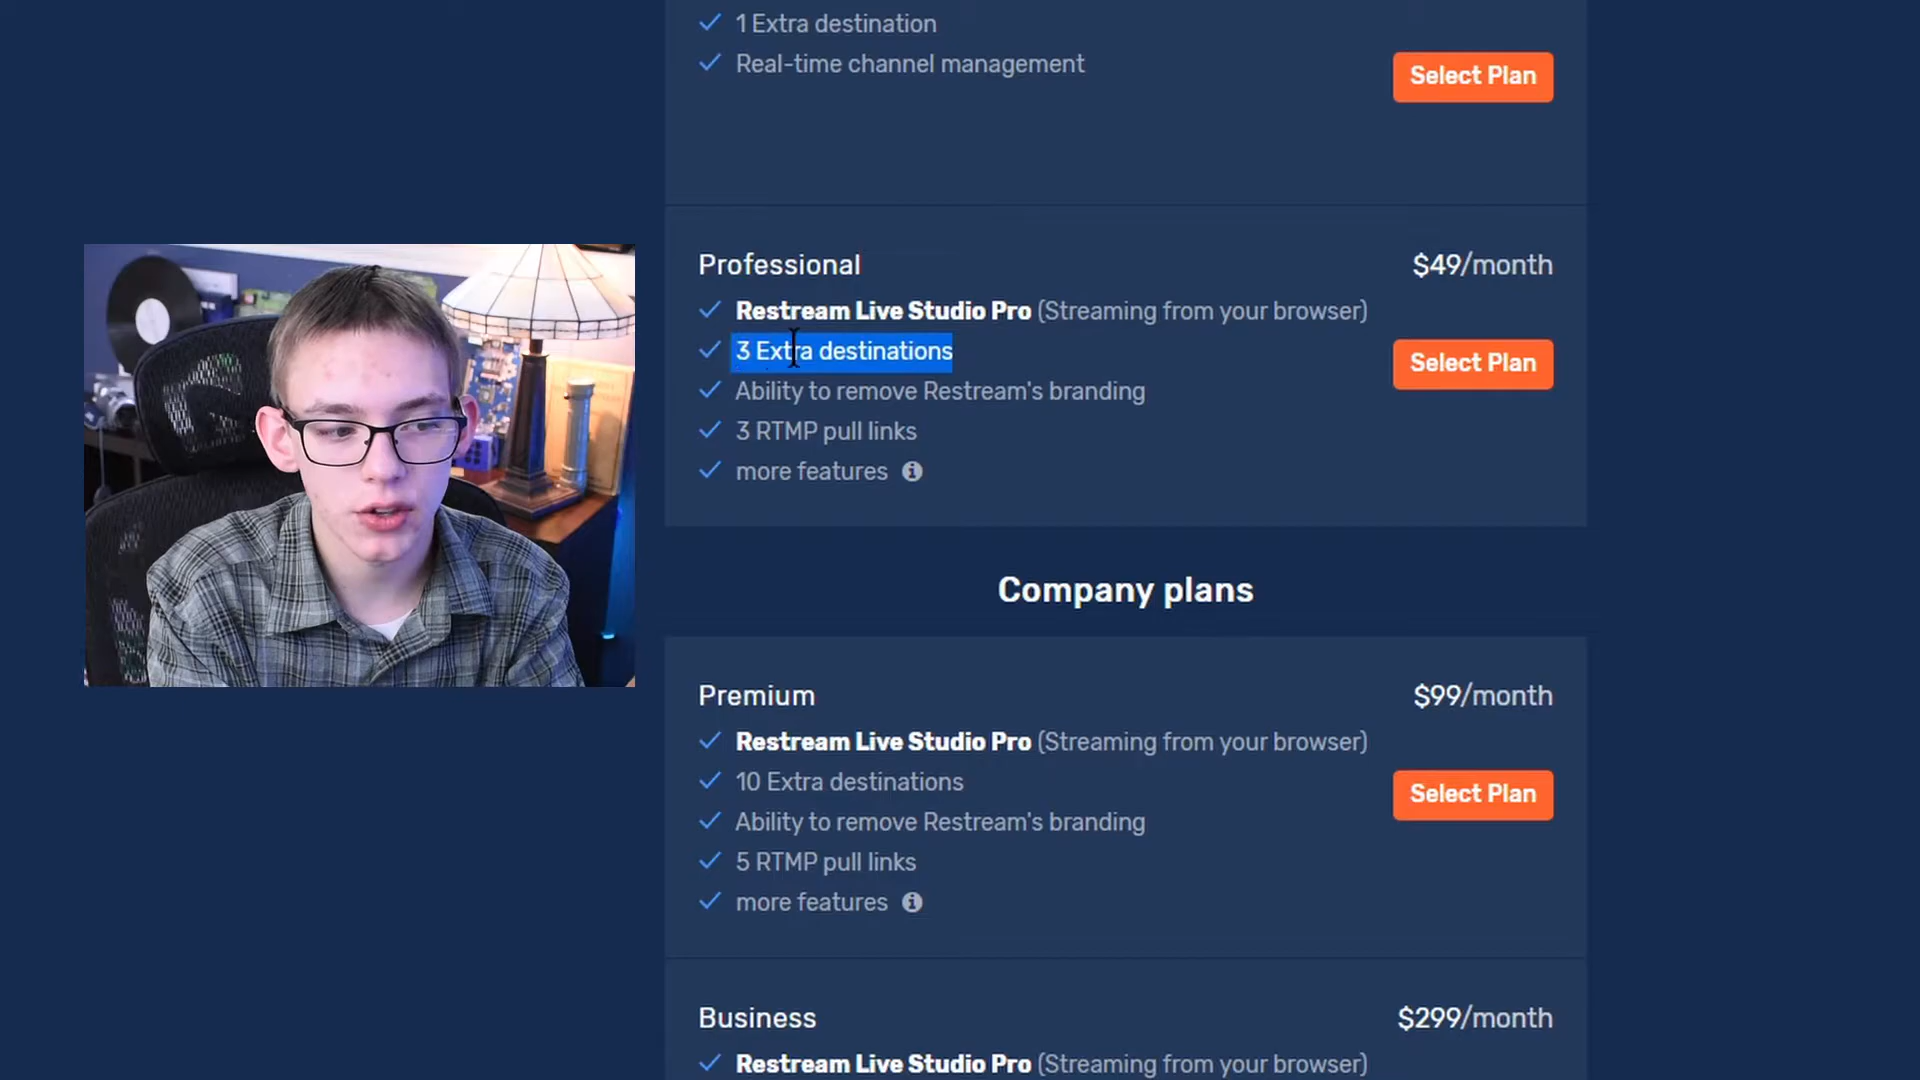 1 Extra destination
Real-time channel management
Select Plan
Professional
$49/month
Restream Live Studio Pro (Streaming from your browser)
3 Extra destinations
Select Plan
Ability to remove Restream's branding
3 RTMP pull links
more features
Company plans
Premium
$99/month
Restream Live Studio Pro (Streaming from your browser)
10 Extra destinations
Select Plan
Ability to remove Restream's branding
5 RTMP pull links
more features
Business
$299/month
Restream Live Studio Pro (Streaming from your browser)